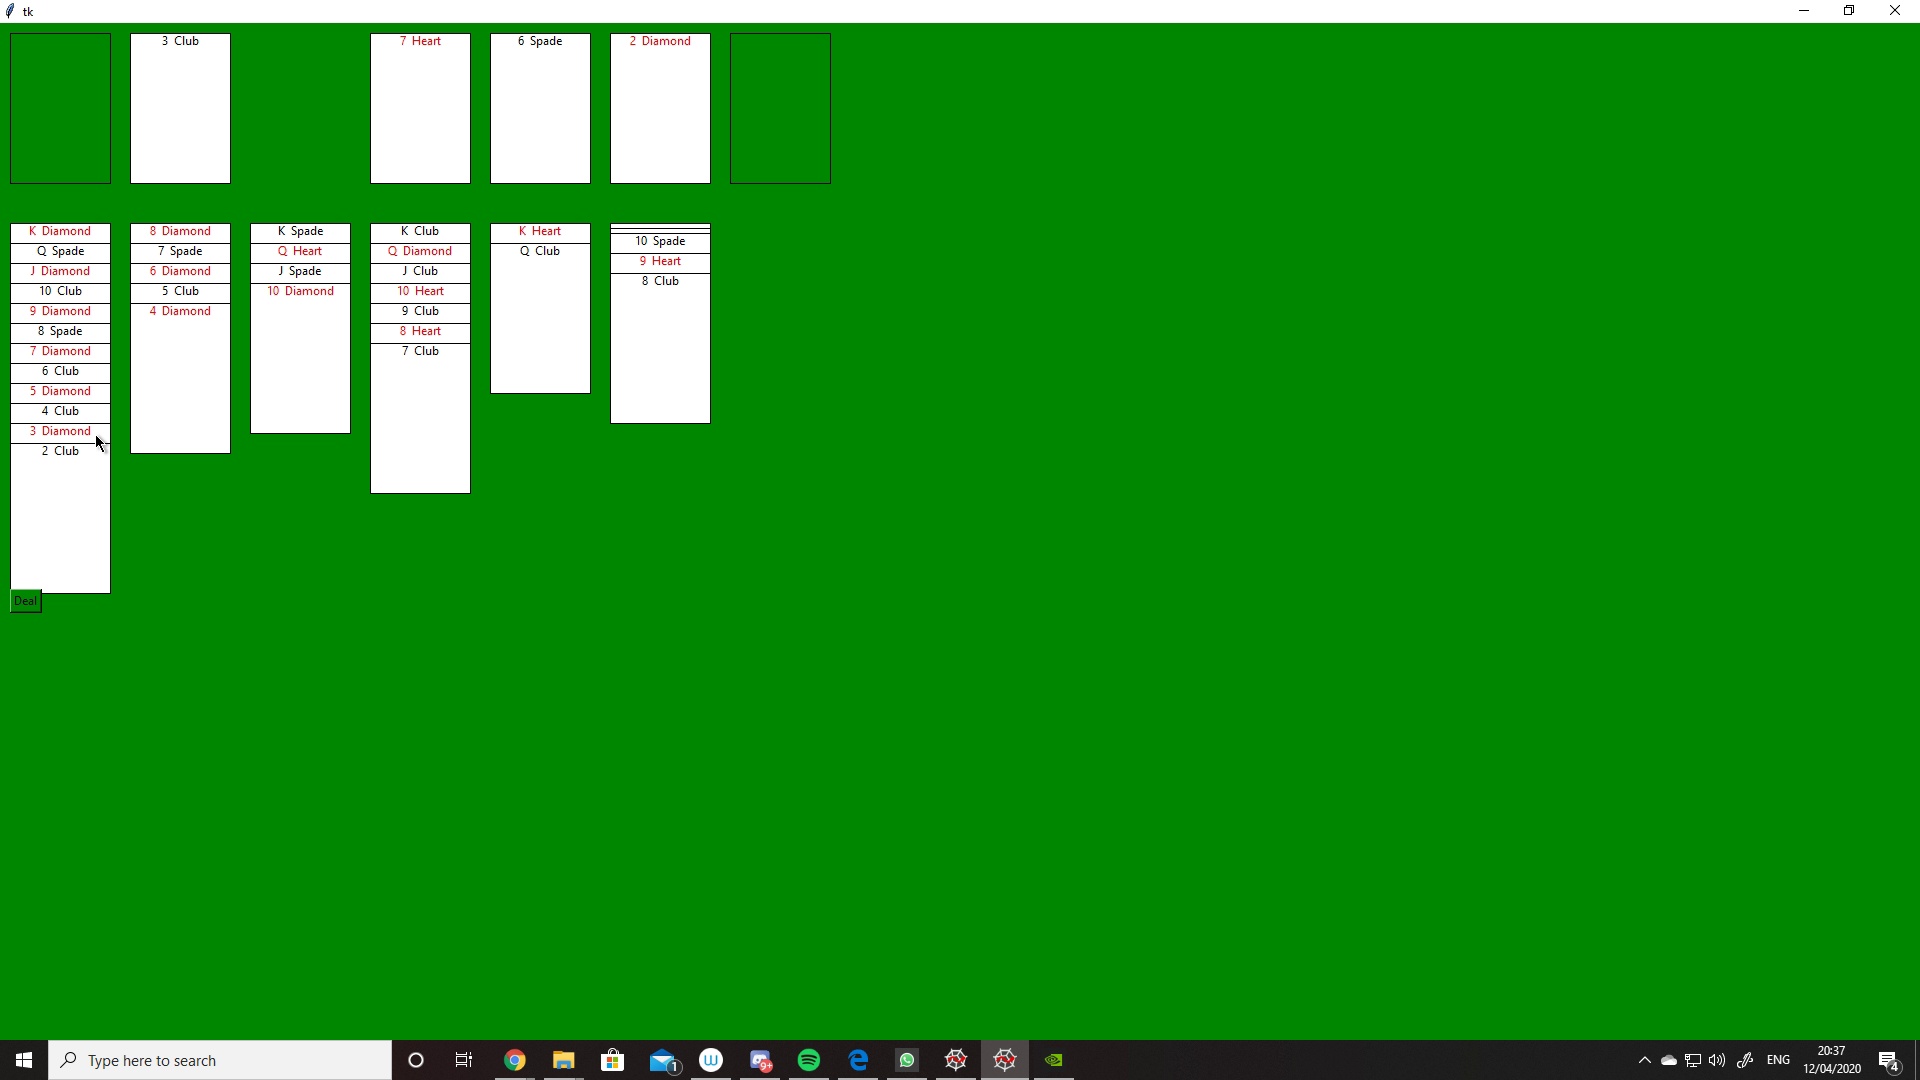 tk
3 Club
7 Heart
6 Spade
2 Diamond
K Diamond
Q Spade
J Diamond
10 Club
9 Diamond
8 Spade
7 Diamond
6 Club
5 Diamond
4 Club
3 Diamond
2 Club
8 Diamond
7 Spade
6 Diamond
5 Club
4 Diamond
K Spade
Q Heart
J Spade
10 Diamond
K Club
Q Diamond
J Club
10 Heart
9 Club
8 Heart
7 Club
K Heart
Q Club
10 Spade
9 Heart
8 Club
Deal
Type here to search
1
W
9+
ENG
20:37
12/04/2020
4